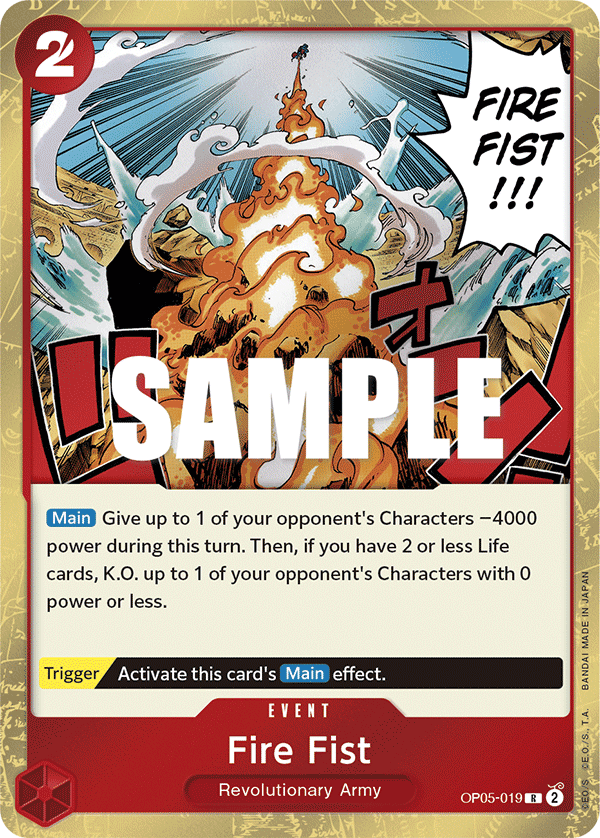 2
FIRE
FIST
!!!
オ
SAMPLE
Main Give up to 1 of your opponent's Characters −4000
power during this turn. Then, if you have 2 or less Life
cards, K.O. up to 1 of your opponent's Characters with 0
power or less.
Trigger Activate this card's Main effect.
EVENT
Fire Fist
Revolutionary Army
OP05-019 R 2
©E.O./S. ©E.O./S., T.A. BANDAI MADE IN JAPAN